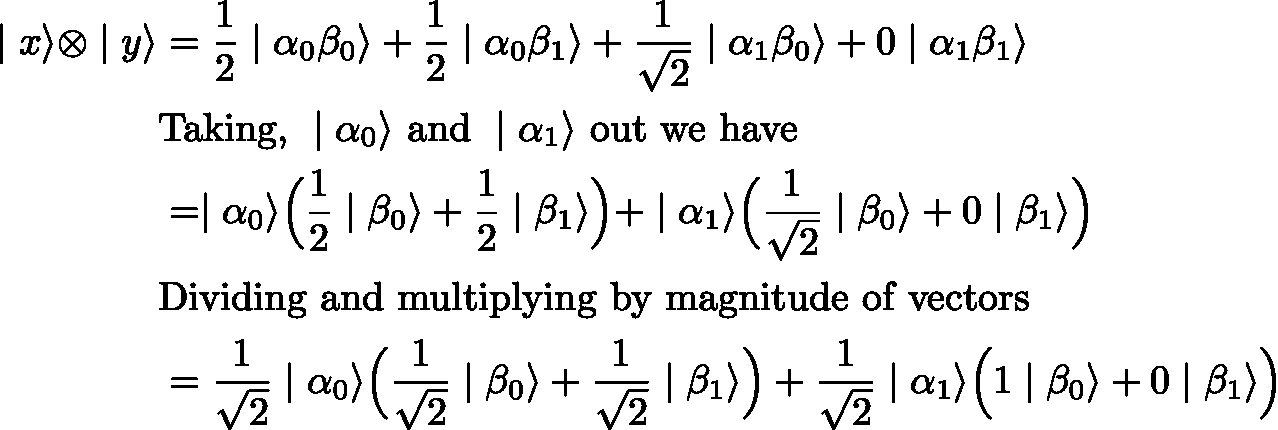 | x⟩⊗ | y⟩ = 1/2 | α₀β₀⟩ + 1/2 | α₀β₁⟩ + 1/√2 | α₁β₀⟩ + 0 | α₁β₁⟩
Taking, | α₀⟩ and | α₁⟩ out we have
=| α₀⟩(1/2 | β₀⟩ + 1/2 | β₁⟩)+ | α₁⟩(1/√2 | β₀⟩ + 0 | β₁⟩)
Dividing and multiplying by magnitude of vectors
= 1/√2 | α₀⟩(1/√2 | β₀⟩ + 1/√2 | β₁⟩) + 1/√2 | α₁⟩(1 | β₀⟩ + 0 | β₁⟩)